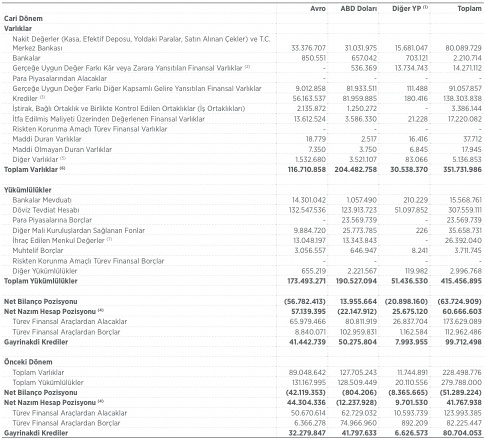 Avro ABD Doları Diğer YP (1) Toplam
Cari Dönem
Varlıklar
Nakit Değerler (Kasa, Efektif Deposu, Yoldaki Paralar, Satın Alınan Çekler) ve T.C.
Merkez Bankası 33.376.707 31.031.975 15.681.047 80.089.729
Bankalar 850.551 657.042 703.121 2.210.714
Gerçeğe Uygun Değer Farkı Kâr veya Zarara Yansıtılan Finansal Varlıklar - 536.369 13.734.743 14.271.112
Para Piyasalarından Alacaklar - - - -
Gerçeğe Uygun Değer Farkı Diğer Kapsamlı Gelire Yansıtılan Finansal Varlıklar 9.012.858 81.933.511 111.488 91.057.857
Krediler 56.163.537 81.959.885 180.416 138.303.838
İştirak, Bağlı Ortaklık ve Birlikte Kontrol Edilen Ortaklıklar (İş Ortaklıkları) 2.135.872 1.250.272 - 3.386.144
İtfa Edilmiş Maliyeti Üzerinden Değerlenen Finansal Varlıklar 13.612.524 3.586.330 21.228 17.220.082
Riskten Korunma Amaçlı Türev Finansal Varlıklar - - - -
Maddi Duran Varlıklar 18.779 2.517 16.416 37.712
Maddi Olmayan Duran Varlıklar 7.350 3.750 6.845 17.945
Diğer Varlıklar 1.532.680 3.521.107 83.066 5.136.853
Toplam Varlıklar 116.710.858 204.482.758 30.538.370 351.731.986
Yükümlülükler
Bankalar Mevduatı 14.301.042 1.057.490 210.229 15.568.761
Döviz Tevdiat Hesabı 132.547.536 123.913.723 51.097.852 307.559.111
Para Piyasalarına Borçlar - 23.569.739 - 23.569.739
Diğer Mali Kuruluşlardan Sağlanan Fonlar 9.884.720 25.773.785 226 35.658.731
İhraç Edilen Menkul Değerler 13.048.197 13.343.843 - 26.392.040
Muhtelif Borçlar 3.056.557 646.947 8.241 3.711.745
Riskten Korunma Amaçlı Türev Finansal Borçlar - - - -
Diğer Yükümlülükler 655.219 2.221.567 119.982 2.996.768
Toplam Yükümlülükler 173.493.271 190.527.094 51.436.530 415.456.895
Net Bilanço Pozisyonu (56.782.413) 13.955.664 (20.898.160) (63.724.909)
Net Nazım Hesap Pozisyonu (4) 57.139.395 (22.147.912) 25.675.120 60.666.603
Türev Finansal Araçlardan Alacaklar 65.979.466 80.811.919 26.837.704 173.629.089
Türev Finansal Araçlardan Borçlar 8.840.071 102.959.831 1.162.584 112.962.486
Gayrinakdi Krediler 41.442.739 50.275.804 7.993.955 99.712.498
Önceki Dönem
Toplam Varlıklar 89.048.642 127.705.243 11.744.891 228.498.776
Toplam Yükümlülükler 131.167.995 128.509.449 20.110.556 279.788.000
Net Bilanço Pozisyonu (42.119.353) (804.206) (8.365.665) (51.289.224)
Net Nazım Hesap Pozisyonu (4) 44.304.336 (12.237.928) 9.701.530 41.767.938
Türev Finansal Araçlardan Alacaklar 50.670.614 62.729.032 10.593.739 123.993.385
Türev Finansal Araçlardan Borçlar 6.366.278 74.966.960 892.209 82.225.447
Gayrinakdi Krediler 32.279.847 41.797.633 6.626.573 80.704.053